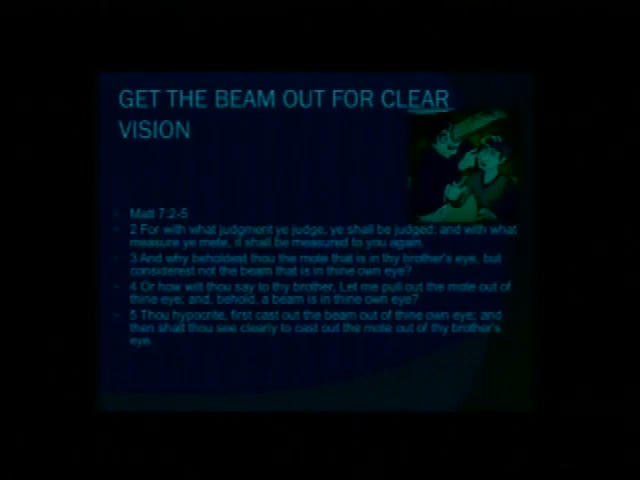 GET THE BEAM OUT FOR CLEAR
VISION
Matt 7:2-5
2 For with what judgment ye judge, ye shall be judged: and with what
measure ye mete, it shall be measured to you again.
3 And why beholdest thou the mote that is in thy brother's eye, but
considerest not the beam that is in thine own eye?
4 Or how wilt thou say to thy brother, Let me pull out the mote out of
thine eye; and, behold, a beam is in thine own eye?
5 Thou hypocrite, first cast out the beam out of thine own eye; and
then shalt thou see clearly to cast out the mote out of thy brother's
eye.